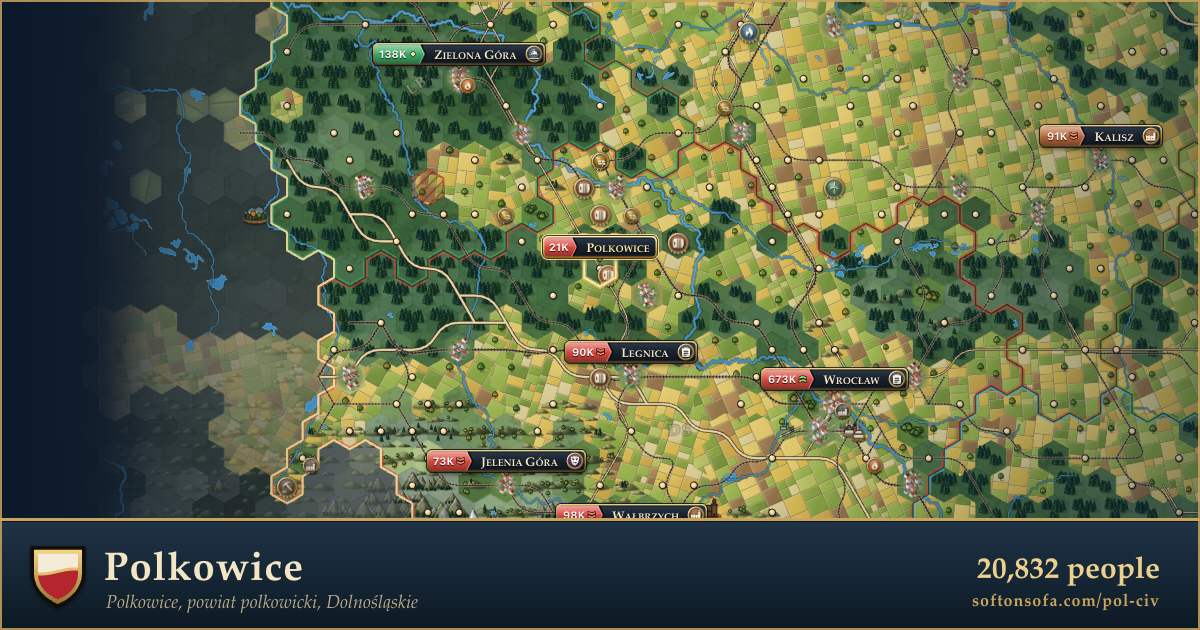 138K ZIELONA GÓRA
91K KALISZ
21K POLKOWICE
90K LEGNICA
673K WROCŁAW
73K JELENIA GÓRA
98K WAŁBRZYCH
Polkowice
Polkowice, powiat polkowicki, Dolnośląskie
20,832 people
softonsofa.com/pol-civ